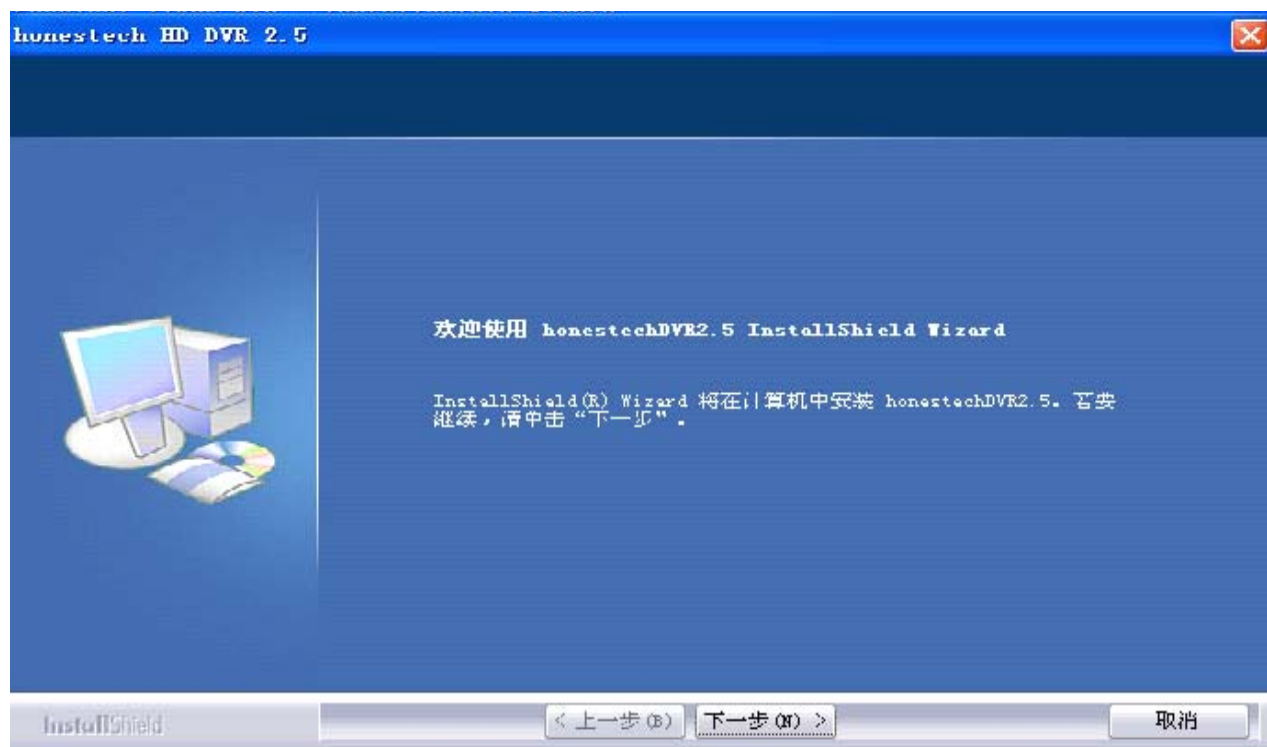 honestech HD DVR 2.5
欢迎使用 honestechDVR2.5 InstallShield Wizard
InstallShield(R) Wizard 将在计算机中安装 honestechDVR2.5。若要
继续，请单击“下一步”。
InstallShield
< 上一步(B)
下一步(N) >
取消